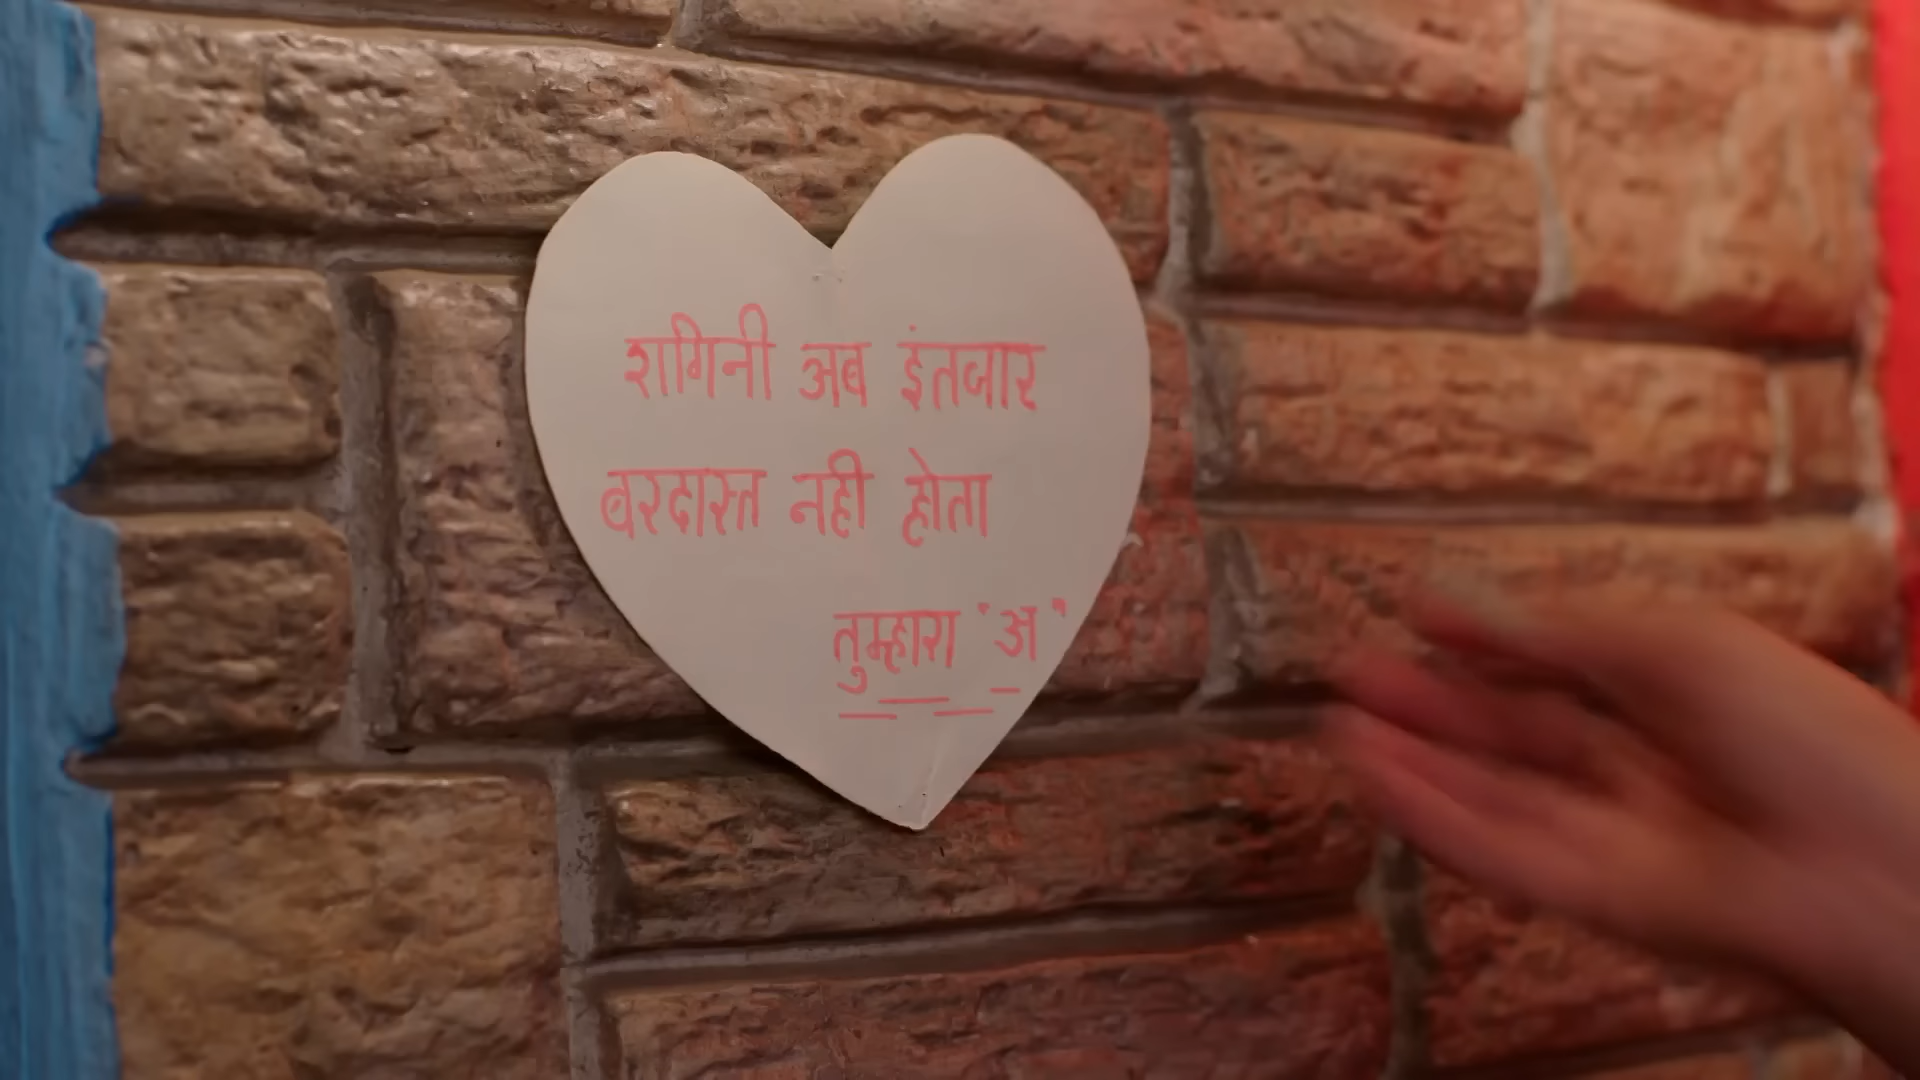 रागिनी अब इंतजार
बरदास्त नही होता
तुम्हारा 'अ'